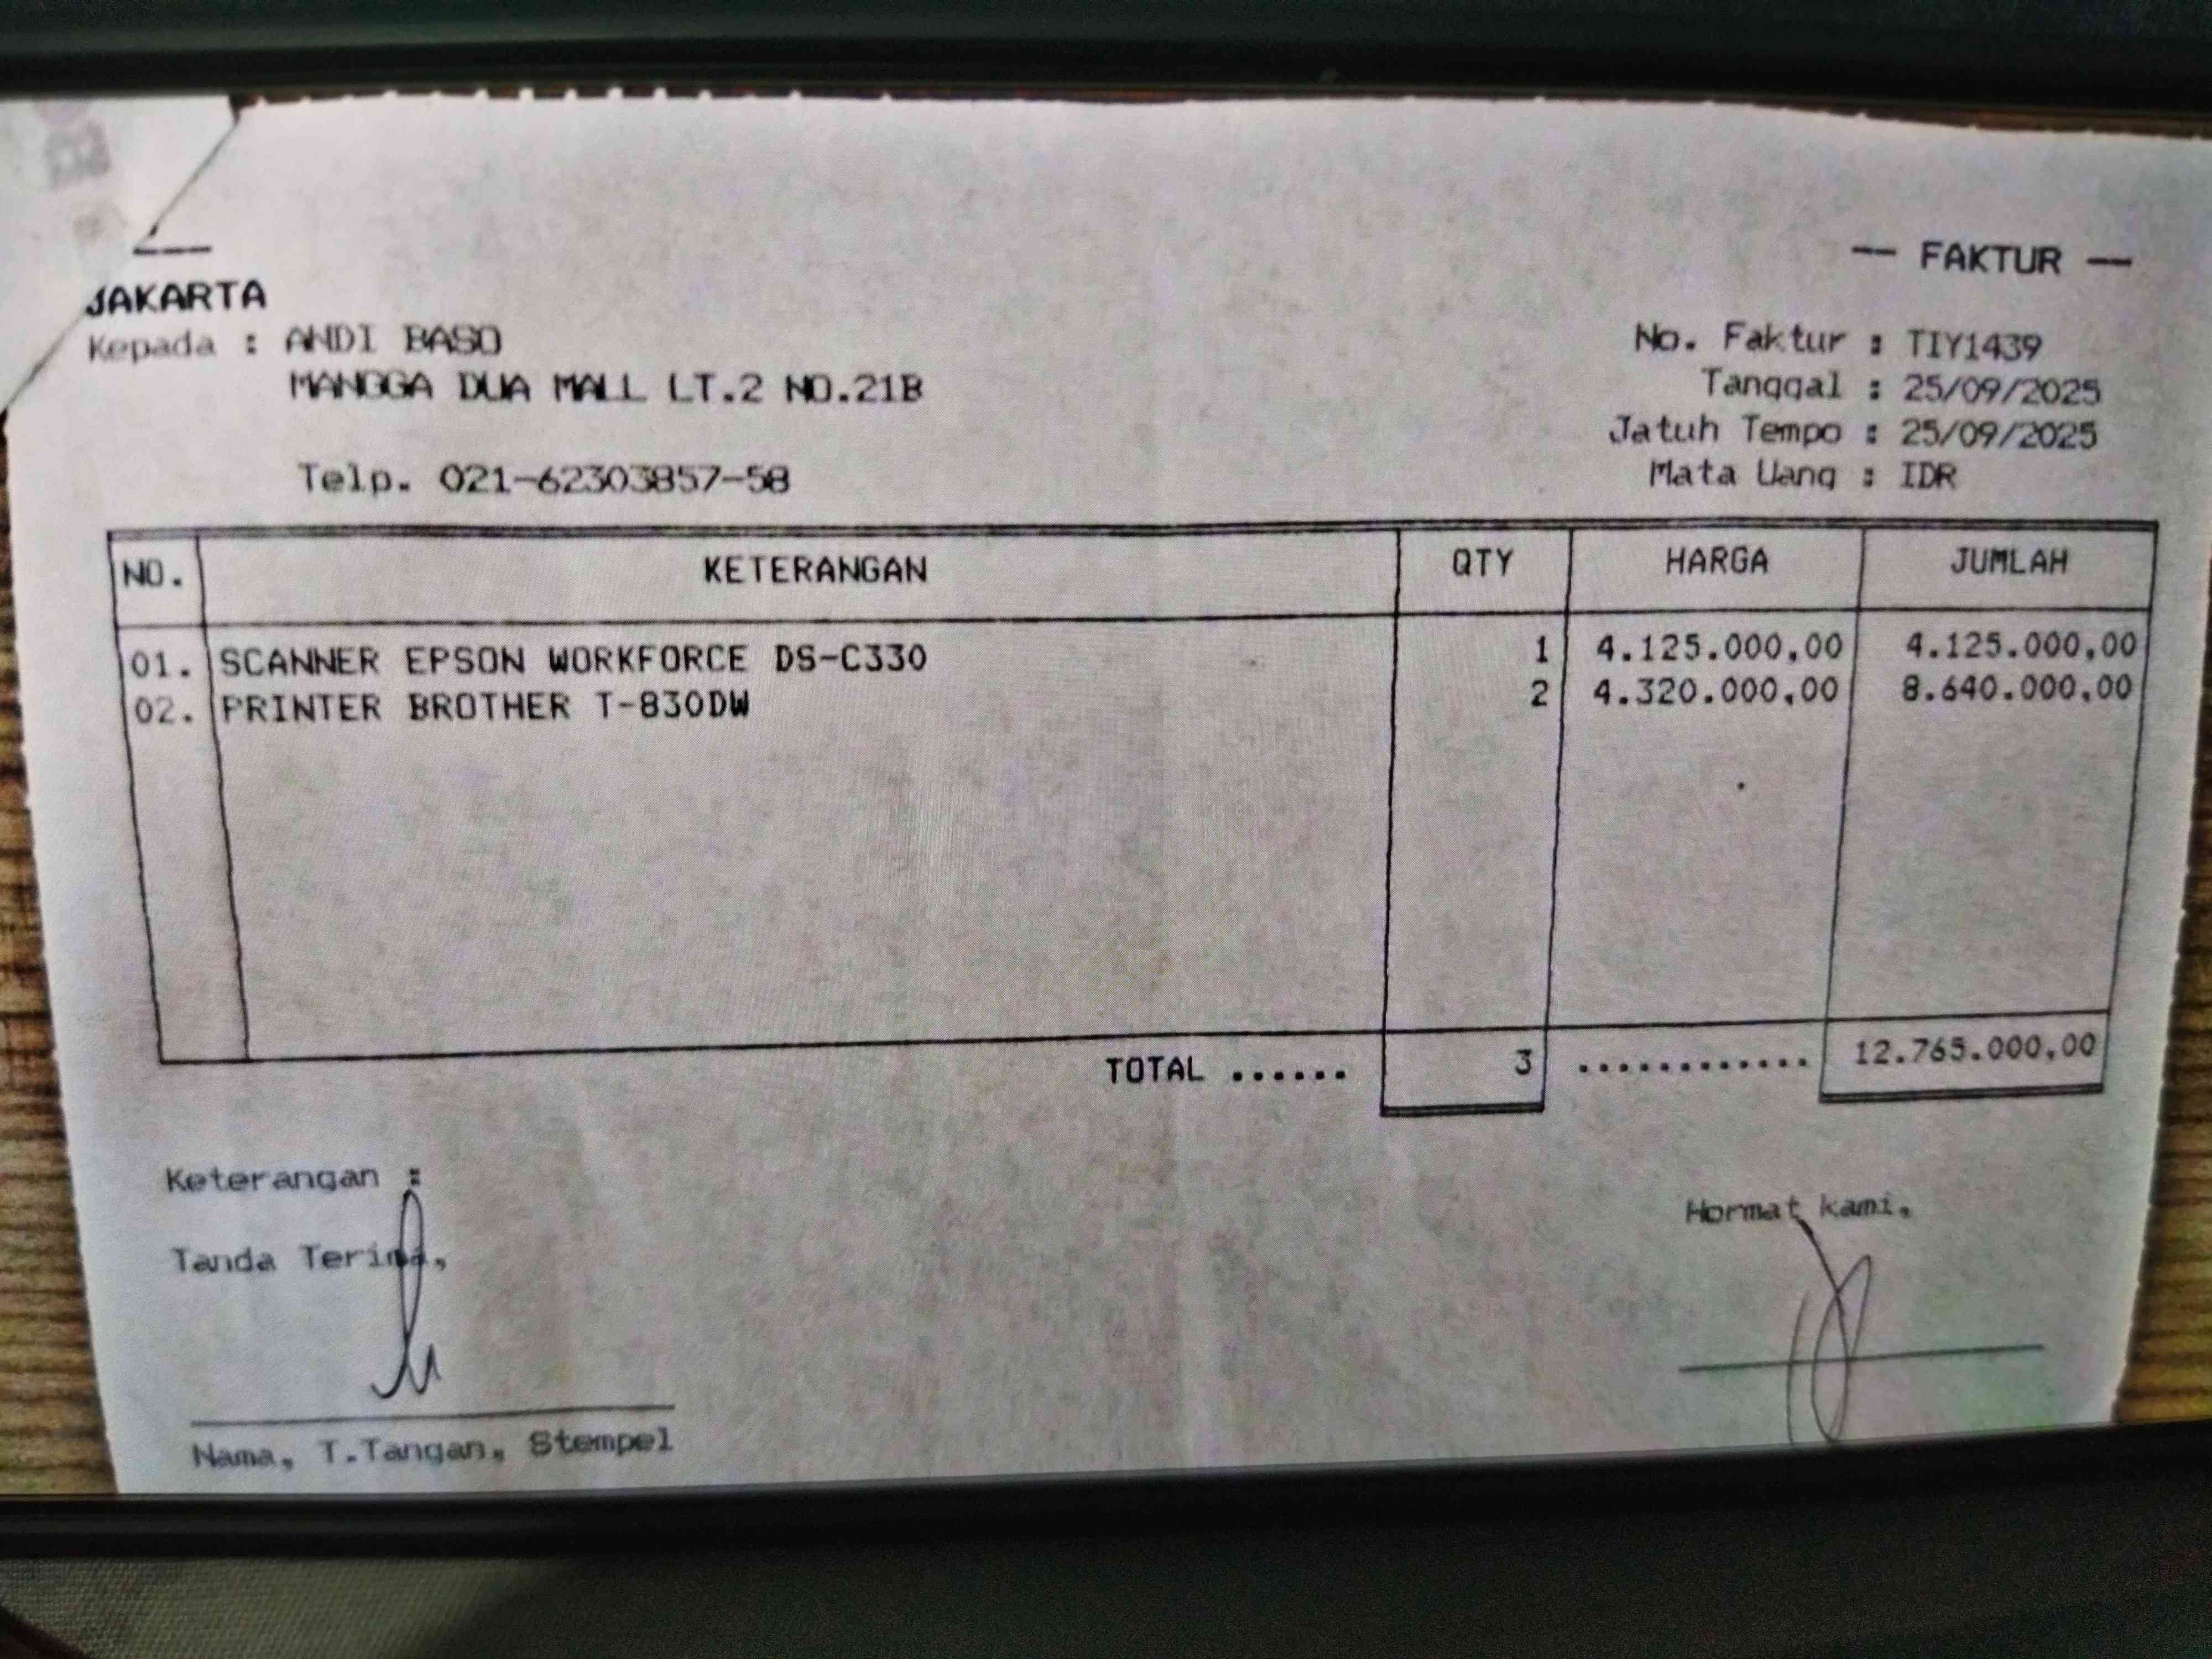 -- FAKTUR --
JAKARTA
Kepada : ANDI BASO
MANGGA DUA MALL LT.2 NO.21B
Telp. 021-62303857-58
No. Faktur : TIY1439
Tanggal : 25/09/2025
Jatuh Tempo : 25/09/2025
Mata Uang : IDR
NO. KETERANGAN QTY HARGA JUMLAH
01. SCANNER EPSON WORKFORCE DS-C330 1 4.125.000,00 4.125.000,00
02. PRINTER BROTHER T-830DW 2 4.320.000,00 8.640.000,00
TOTAL ...... 3 ............ 12.765.000,00
Keterangan :
Tanda Terima,
Hormat kami,
Nama, T.Tangan, Stempel